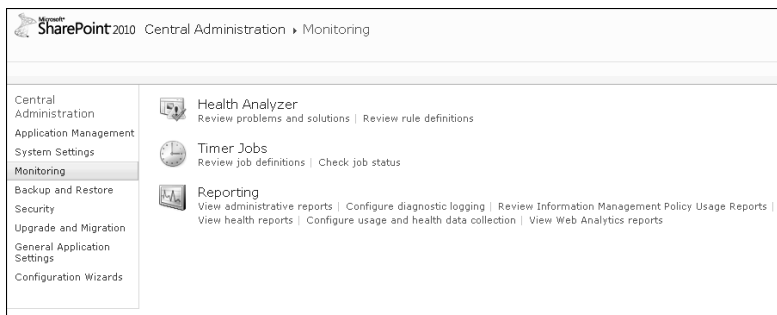 Microsoft®
SharePoint 2010 Central Administration ▸ Monitoring
Central
Administration
Application Management
System Settings
Monitoring
Backup and Restore
Security
Upgrade and Migration
General Application
Settings
Configuration Wizards
Health Analyzer
Review problems and solutions | Review rule definitions
Timer Jobs
Review job definitions | Check job status
Reporting
View administrative reports | Configure diagnostic logging | Review Information Management Policy Usage Reports |
View health reports | Configure usage and health data collection | View Web Analytics reports